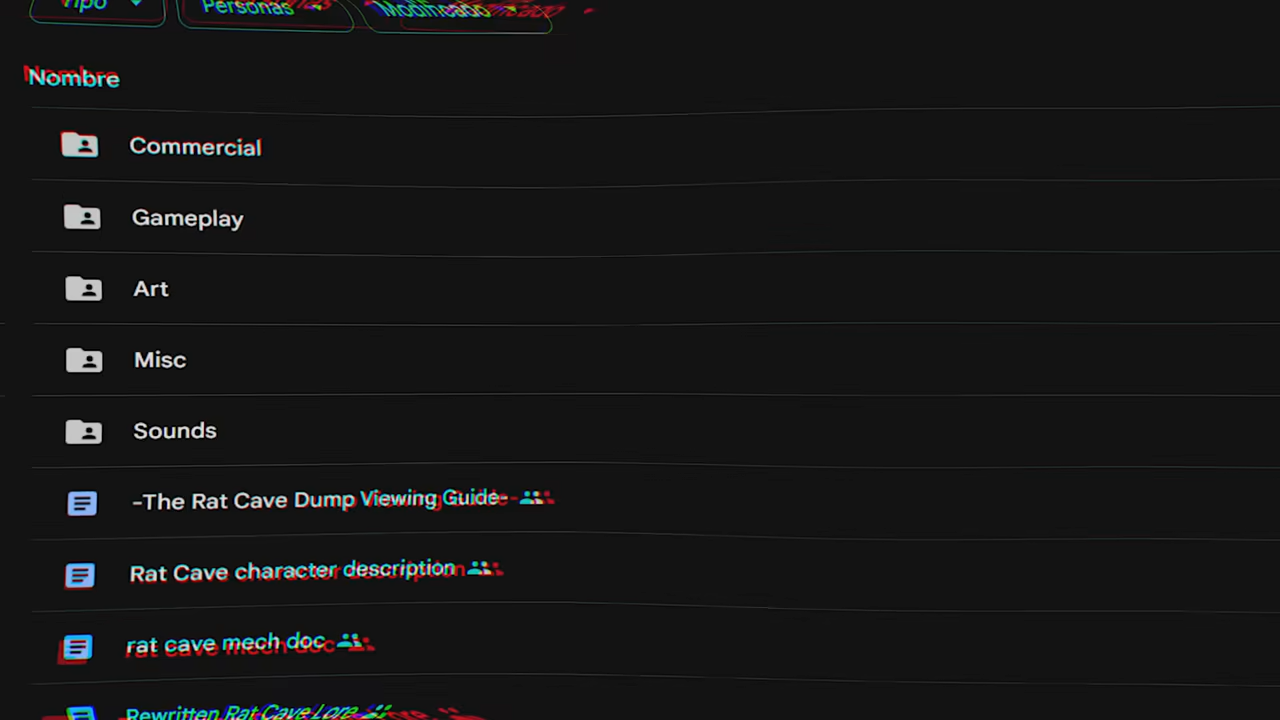 Tipo Personas Modificado
Nombre
Commercial
Gameplay
Art
Misc
Sounds
-The Rat Cave Dump Viewing Guide-
Rat Cave character description
rat cave mech doc
Rewritten Rat Cave Lore